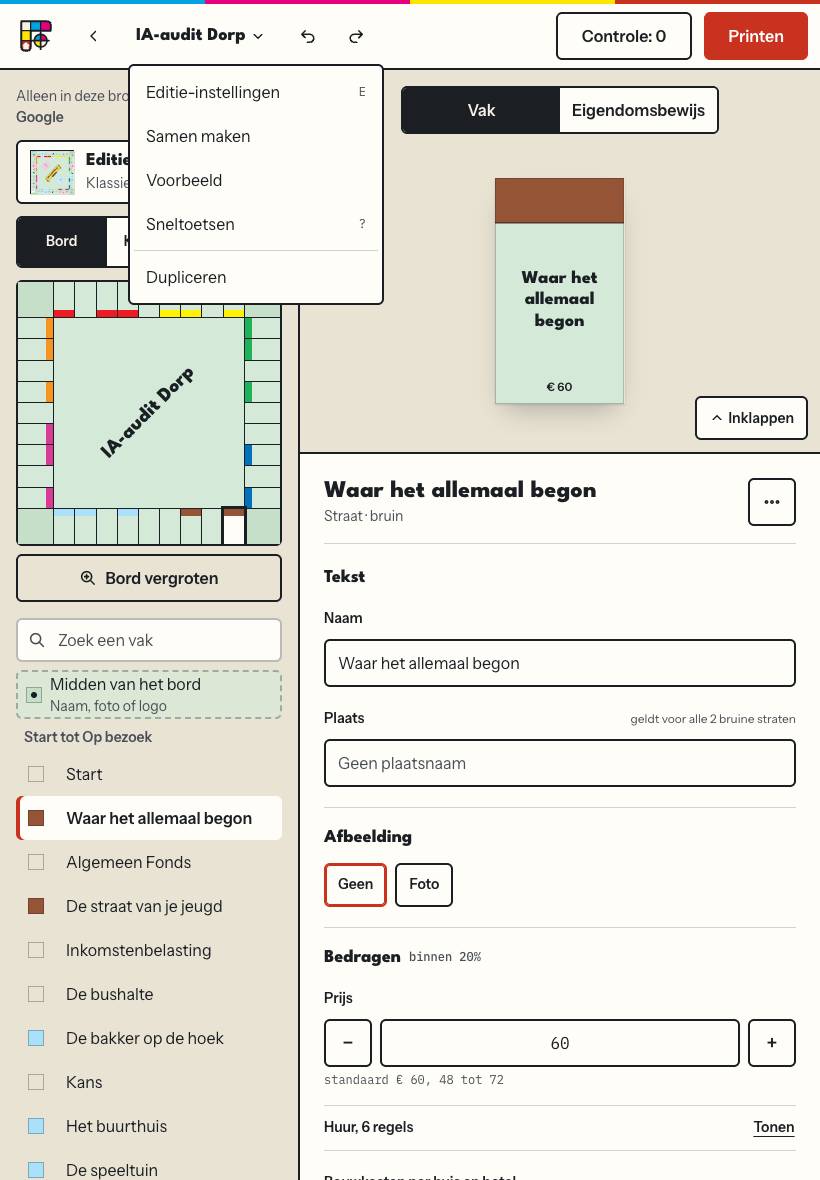 IA-audit Dorp
Controle: 0
Printen
Editie-instellingen E
Samen maken
Voorbeeld
Sneltoetsen ?
Dupliceren
Alleen in deze
Google
Bord
Vak
Eigendomsbewijs
Waar het
allemaal
begon
€ 60
Inklappen
IA-audit Dorp
Bord vergroten
Zoek een vak
Midden van het bord
Naam, foto of logo
Start tot Op bezoek
Start
Waar het allemaal begon
Algemeen Fonds
De straat van je jeugd
Inkomstenbelasting
De bushalte
De bakker op de hoek
Kans
Het buurthuis
De speeltuin
Waar het allemaal begon
Straat · bruin
Tekst
Naam
Waar het allemaal begon
Plaats
geldt voor alle 2 bruine straten
Geen plaatsnaam
Afbeelding
Geen
Foto
Bedragen binnen 20%
Prijs
− 60 +
standaard € 60, 48 tot 72
Huur, 6 regels
Tonen